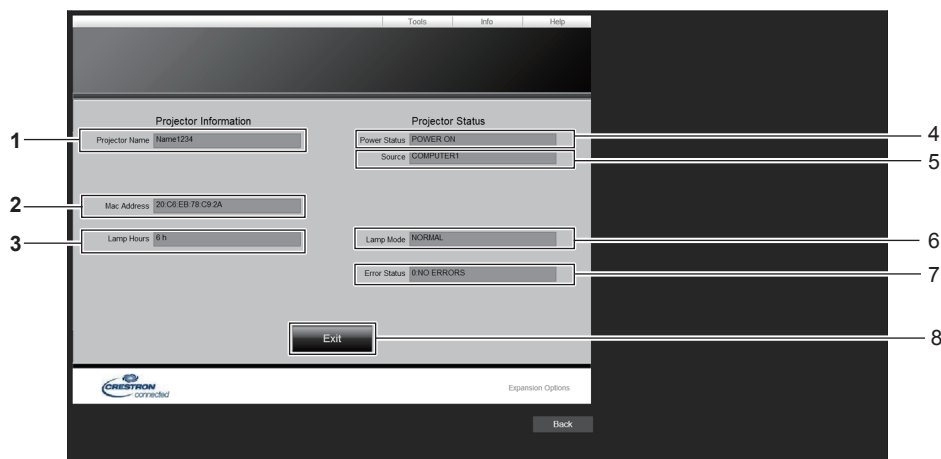 Tools Info Help
Projector Information Projector Status
1 Projector Name Name1234 Power Status POWER ON 4
Source COMPUTER1 5
2 Mac Address 20:C6:EB:78:C9:2A
3 Lamp Hours 6 h Lamp Mode NORMAL 6
Error Status 0:NO ERRORS 7
Exit 8
CRESTRON
connected Expansion Options
Back